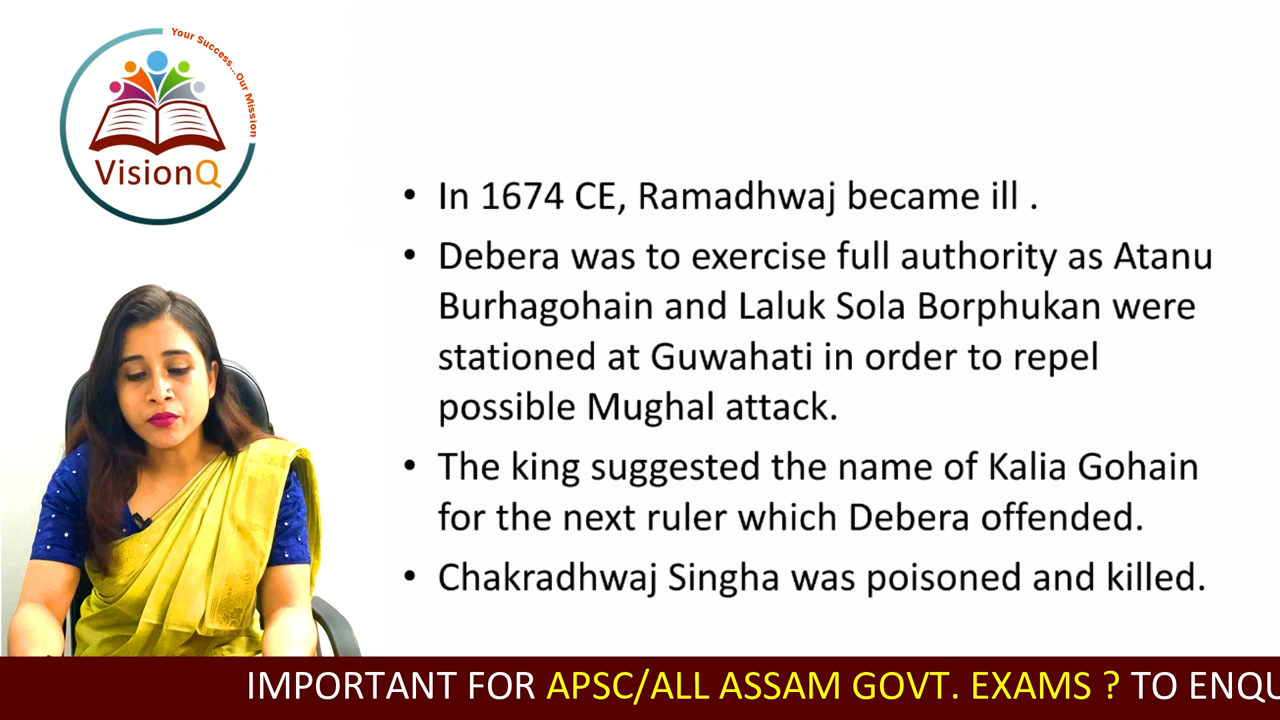 Your Success...Our Mission
VisionQ
• In 1674 CE, Ramadhwaj became ill .
• Debera was to exercise full authority as Atanu
Burhagohain and Laluk Sola Borphukan were
stationed at Guwahati in order to repel
possible Mughal attack.
• The king suggested the name of Kalia Gohain
for the next ruler which Debera offended.
• Chakradhwaj Singha was poisoned and killed.
IMPORTANT FOR APSC/ALL ASSAM GOVT. EXAMS ? TO ENQU